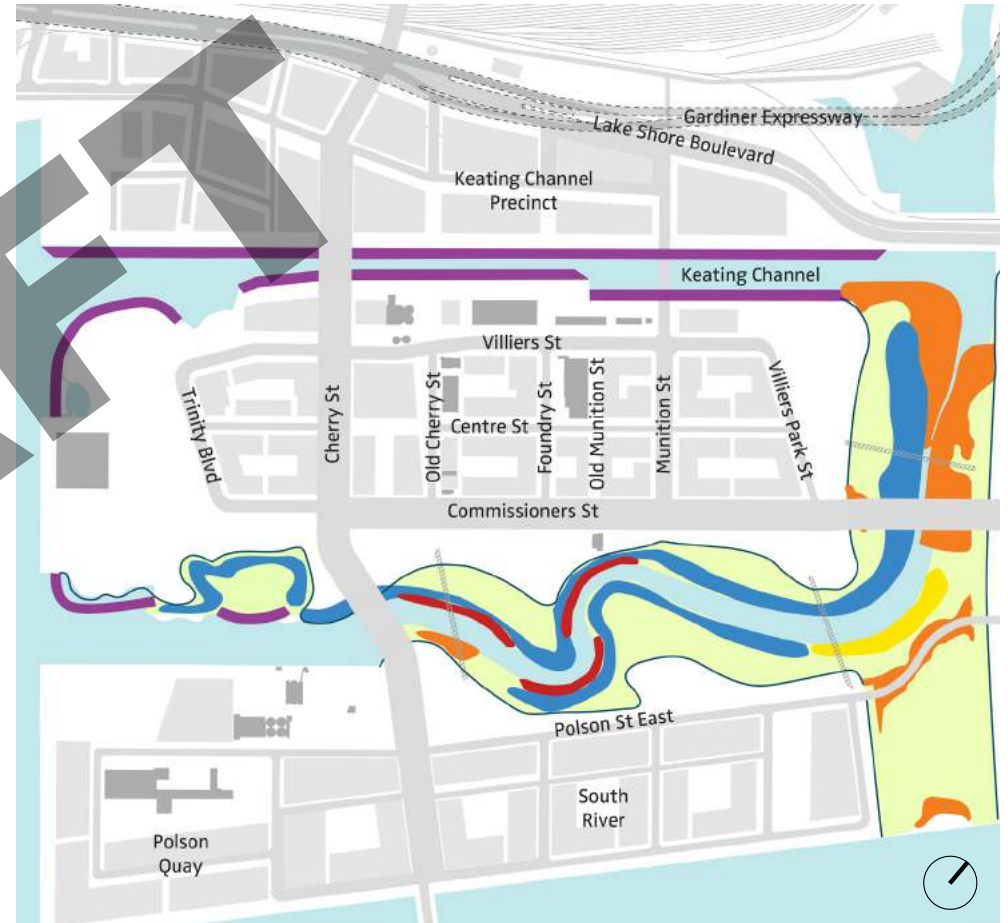 Gardiner Expressway
Lake Shore Boulevard
Keating Channel
Precinct
Keating Channel
Villiers St
Trinity Blvd
Cherry St
Old Cherry St
Centre St
Foundry St
Old Munition St
Munition St
Villiers Park St
Commissioners St
Polson St East
South
River
Polson
Quay